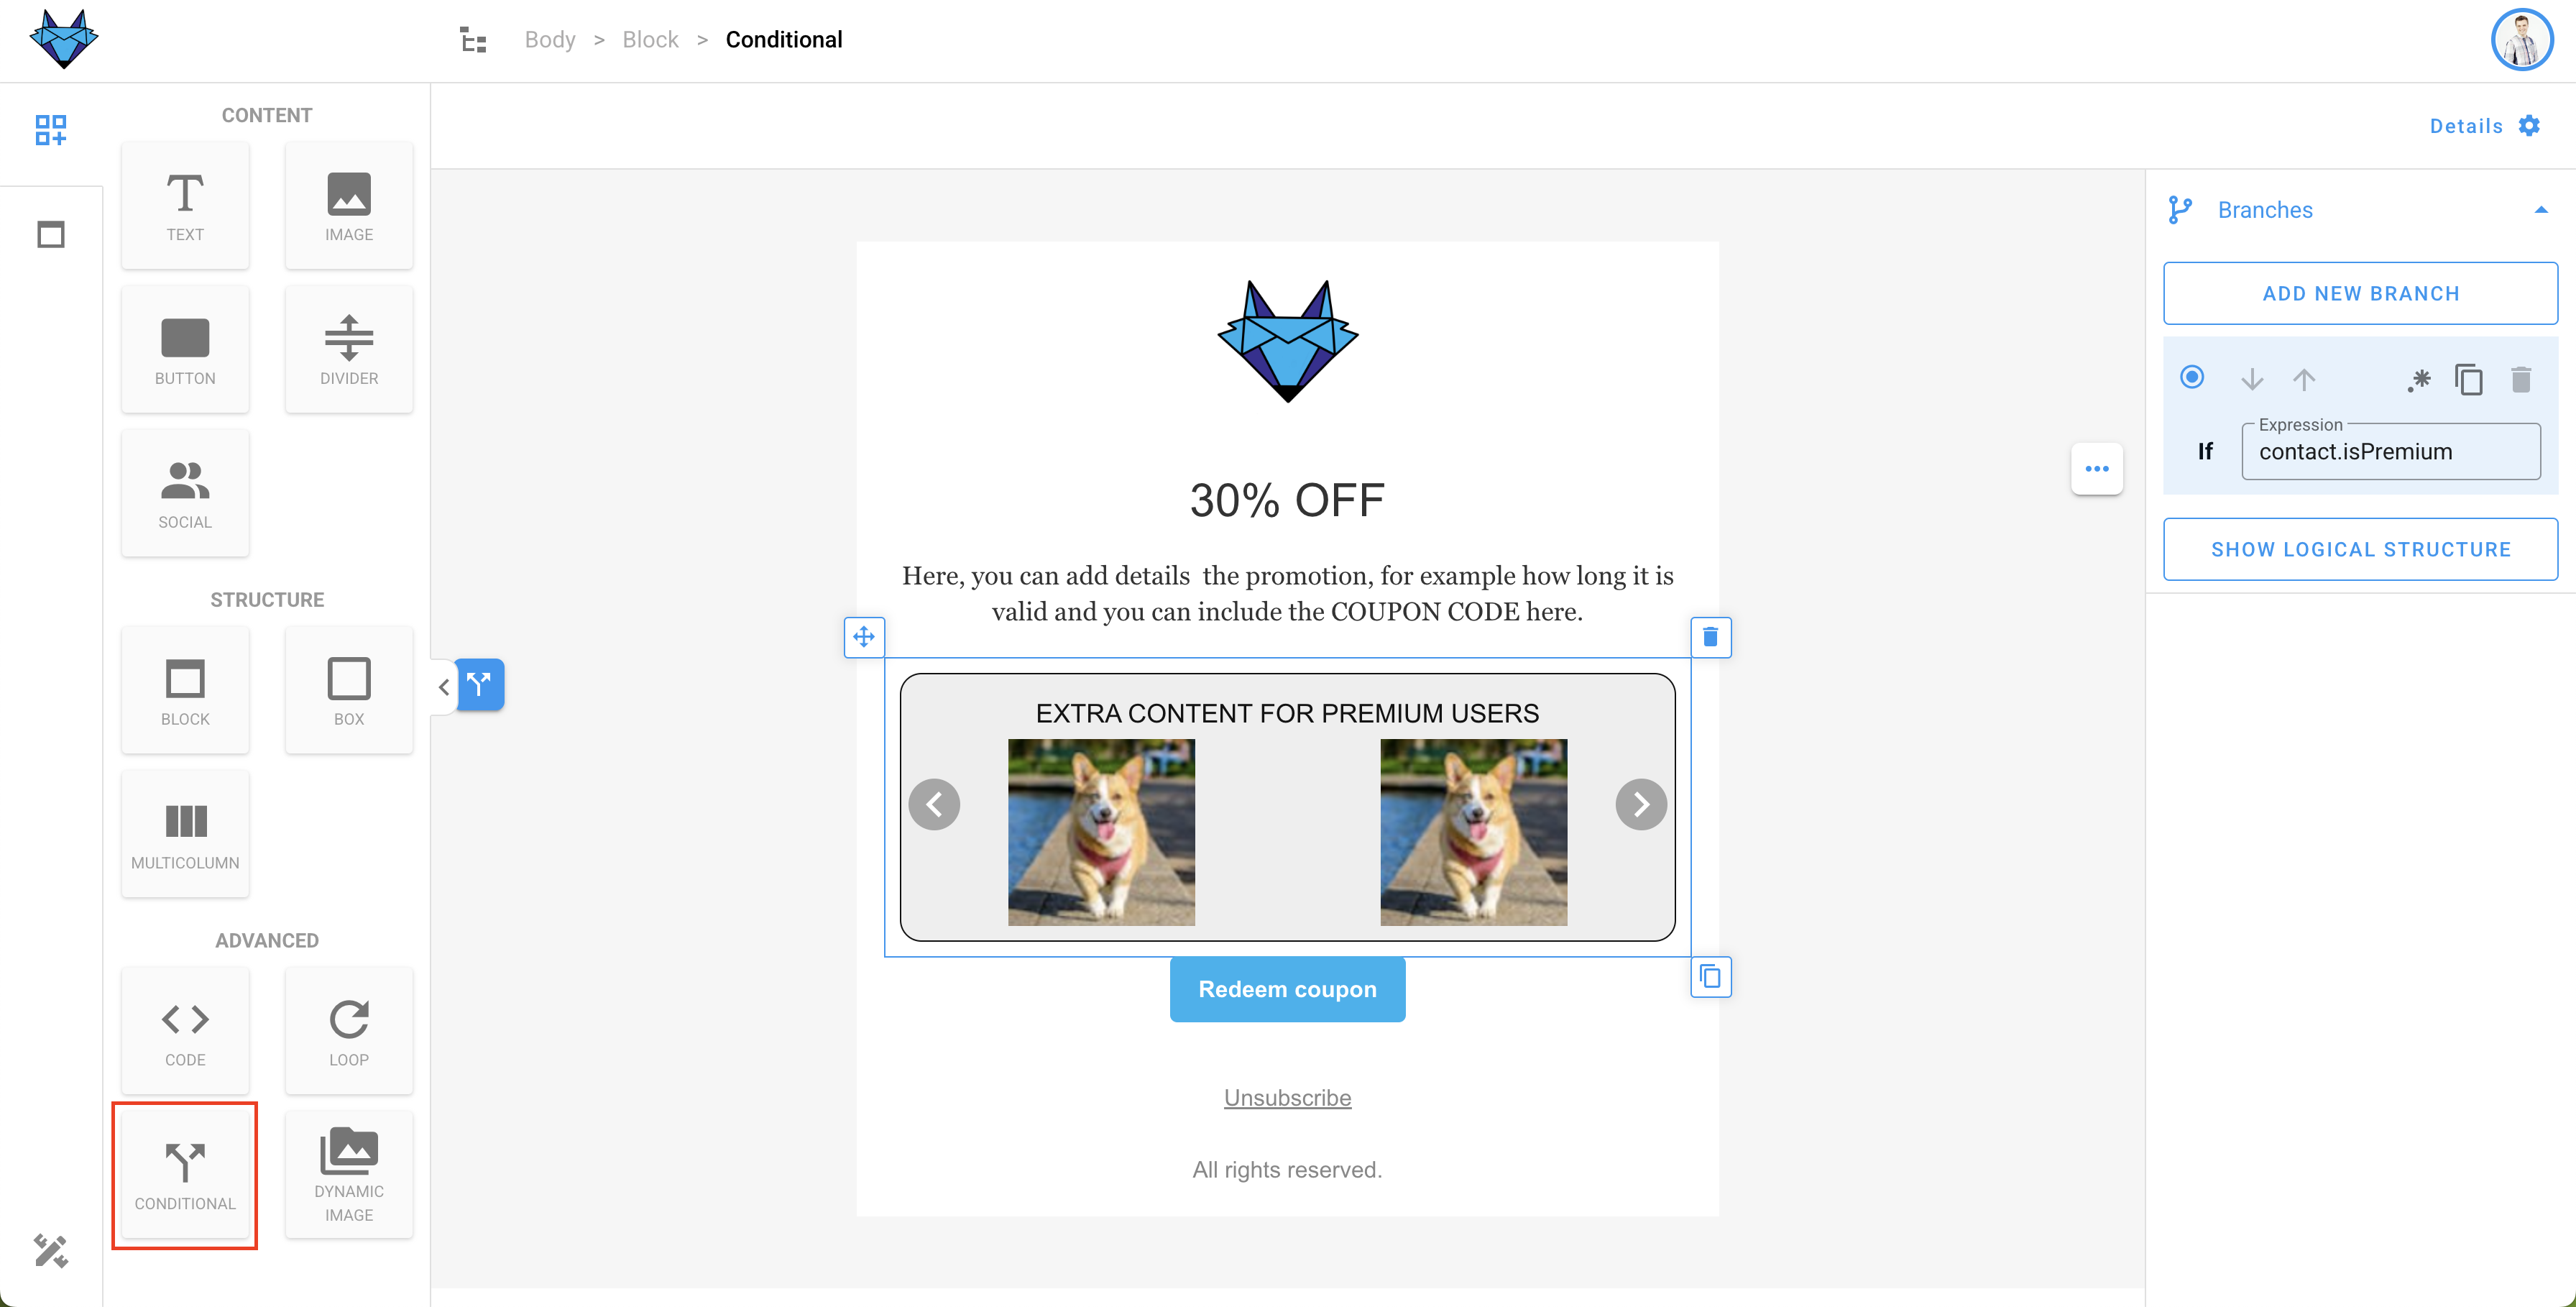 Body > Block > Conditional
Details
CONTENT
TEXT
IMAGE
BUTTON
DIVIDER
SOCIAL
STRUCTURE
BLOCK
BOX
MULTICOLUMN
ADVANCED
CODE
LOOP
CONDITIONAL
DYNAMIC
IMAGE
30% OFF
Here, you can add details  the promotion, for example how long it is
valid and you can include the COUPON CODE here.
EXTRA CONTENT FOR PREMIUM USERS
Redeem coupon
Unsubscribe
All rights reserved.
Branches
ADD NEW BRANCH
Expression
If contact.isPremium
SHOW LOGICAL STRUCTURE